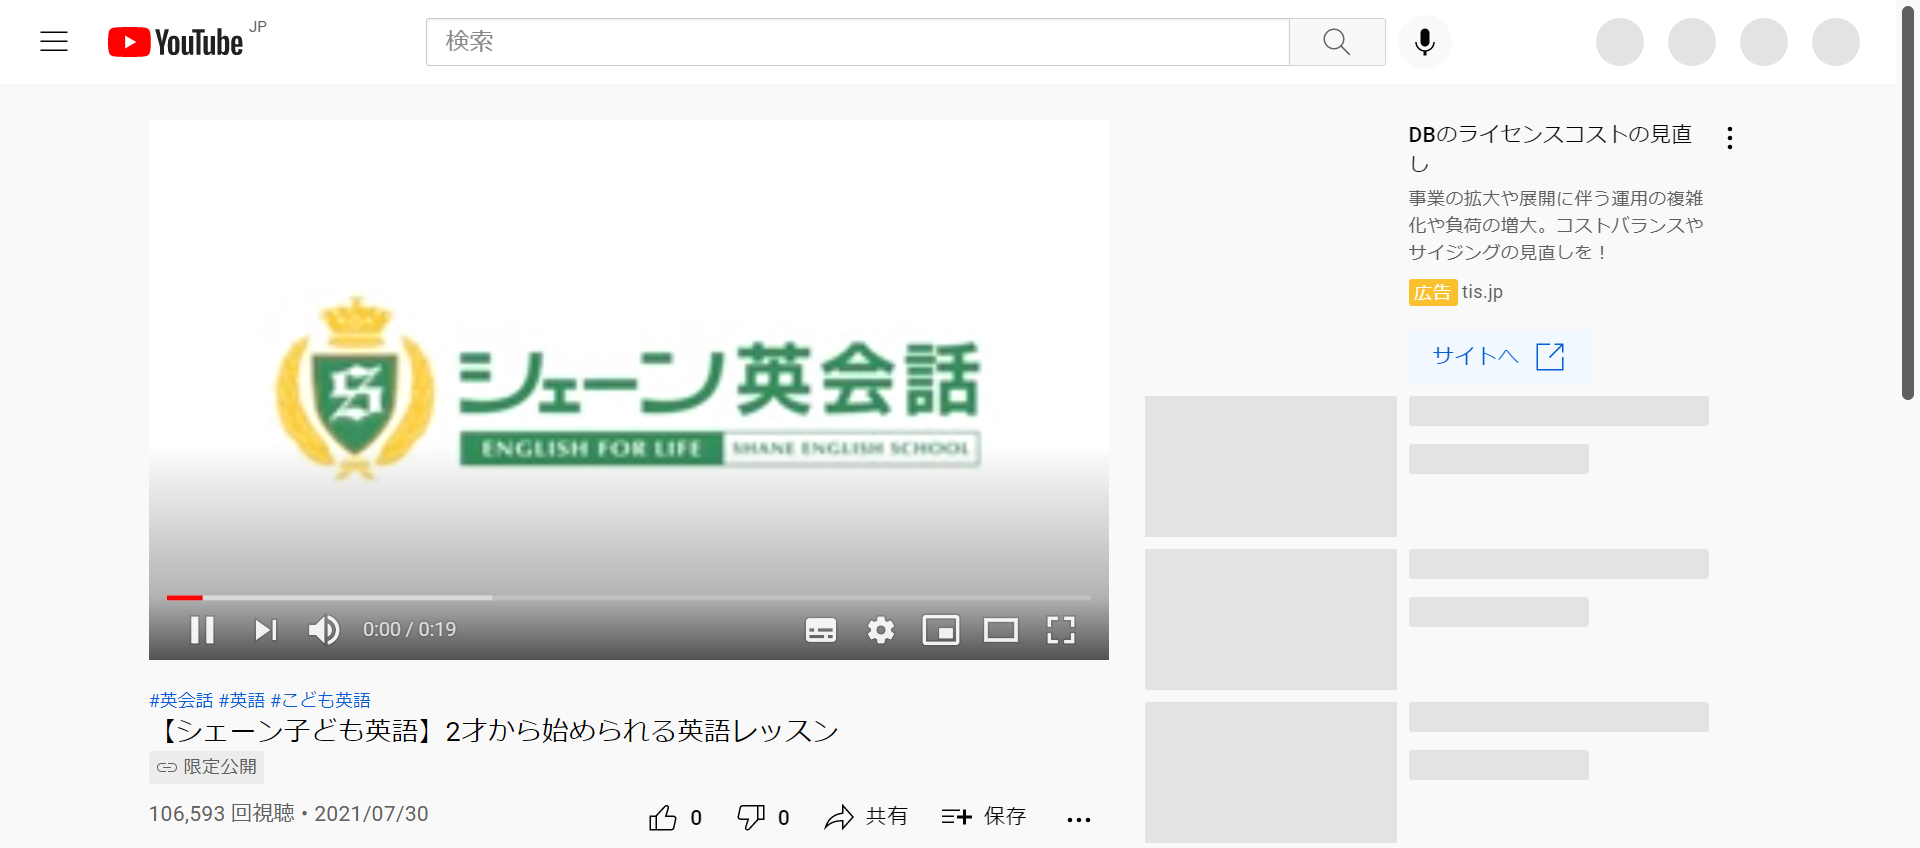 YouTube JP
検索
シェーン英会話
ENGLISH FOR LIFE SHANE ENGLISH SCHOOL
0:00 / 0:19
#英会話 #英語 #こども英語
【シェーン子ども英語】2才から始められる英語レッスン
限定公開
106,593 回視聴・2021/07/30
0 0 共有 保存
DBのライセンスコストの見直
し
事業の拡大や展開に伴う運用の複雑
化や負荷の増大。コストバランスや
サイジングの見直しを！
広告 tis.jp
サイトへ